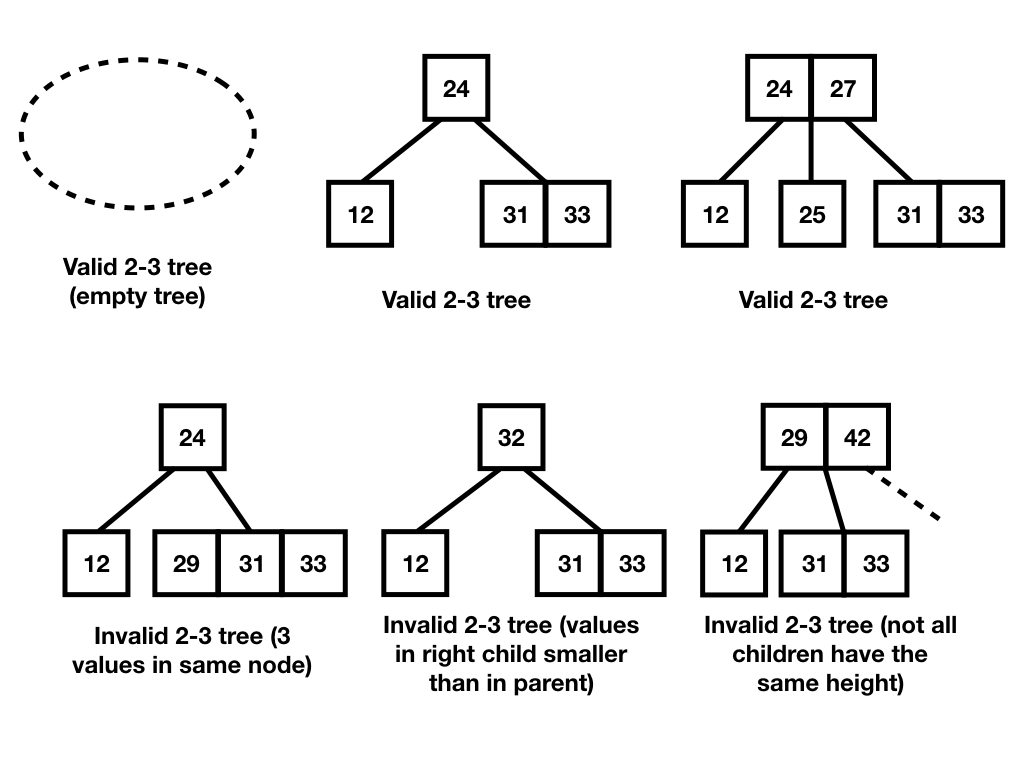 24
24 27
12
31 33
12
25
31 33
Valid 2-3 tree
(empty tree)
Valid 2-3 tree
Valid 2-3 tree
24
32
29 42
12
29 31 33
12
31 33
12
31 33
Invalid 2-3 tree (3
values in same node)
Invalid 2-3 tree (values
in right child smaller
than in parent)
Invalid 2-3 tree (not all
children have the
same height)